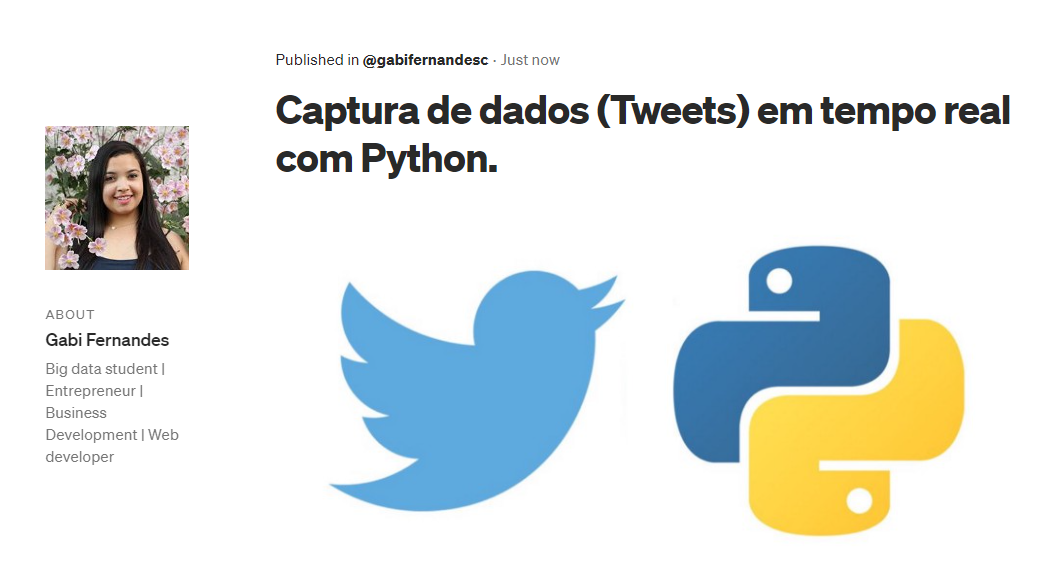 Published in @gabifernandesc · Just now
Captura de dados (Tweets) em tempo real
com Python.
ABOUT
Gabi Fernandes
Big data student |
Entrepreneur |
Business
Development | Web
developer